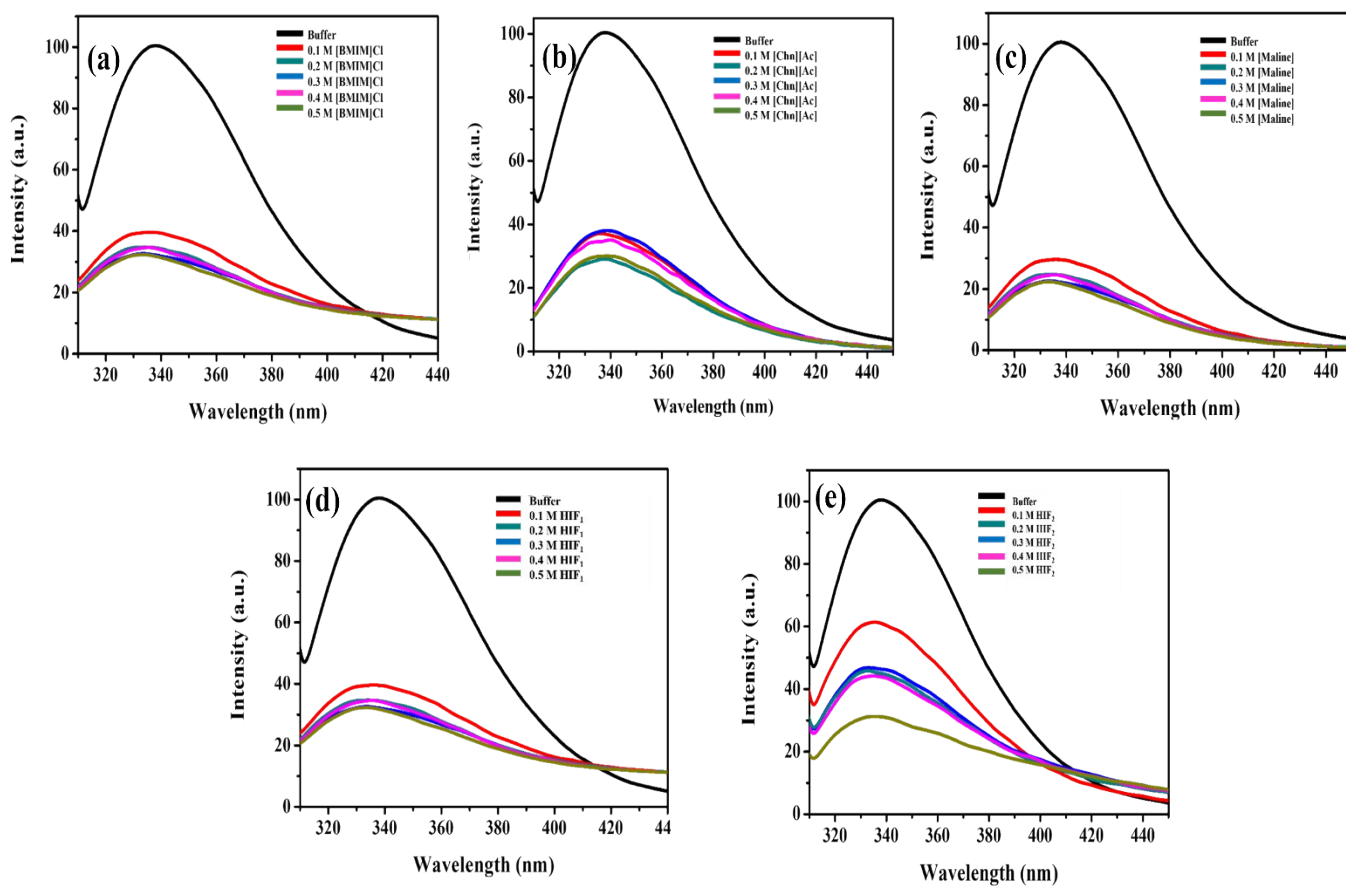 (a)
Buffer
0.1 M [BMIM]Cl
0.2 M [BMIM]Cl
0.3 M [BMIM]Cl
0.4 M [BMIM]Cl
0.5 M [BMIM]Cl
100
80
60
40
20
0
320 340 360 380 400 420 440
Intensity (a.u.)
Wavelength (nm)
(b)
Buffer
0.1 M [Chn][Ac]
0.2 M [Chn][Ac]
0.3 M [Chn][Ac]
0.4 M [Chn][Ac]
0.5 M [Chn][Ac]
100
80
60
40
20
0
320 340 360 380 400 420 440
Intensity (a.u.)
Wavelength (nm)
(c)
Buffer
0.1 M [Maline]
0.2 M [Maline]
0.3 M [Maline]
0.4 M [Maline]
0.5 M [Maline]
100
80
60
40
20
0
320 340 360 380 400 420 440
Intensity (a.u.)
Wavelength (nm)
(d)
Buffer
0.1 M HIF₁
0.2 M HIF₁
0.3 M HIF₁
0.4 M HIF₁
0.5 M HIF₁
100
80
60
40
20
0
320 340 360 380 400 420 44
Intensity (a.u.)
Wavelength (nm)
(e)
Buffer
0.1 M HIF₂
0.2 M HIF₂
0.3 M HIF₂
0.4 M HIF₂
0.5 M HIF₂
100
80
60
40
20
0
320 340 360 380 400 420 440
Intensity (a.u.)
Wavelength (nm)